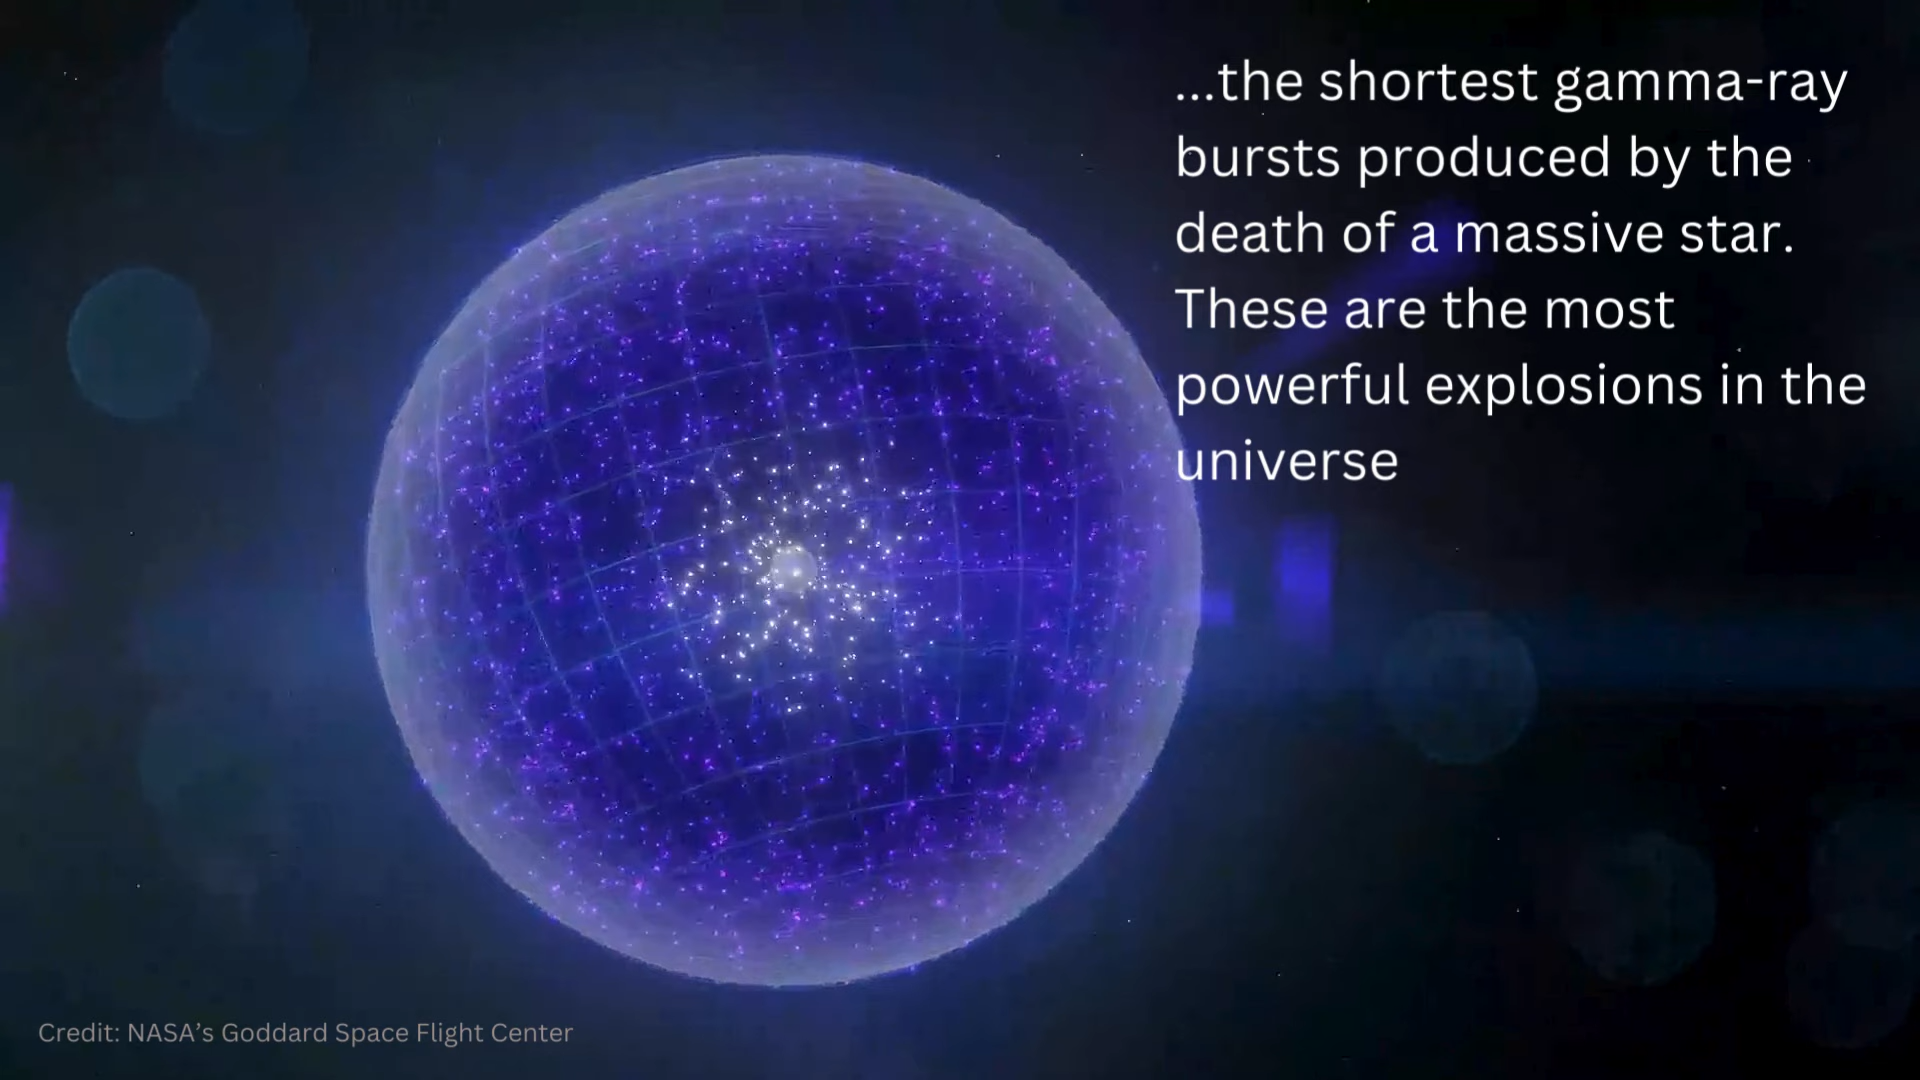 ...the shortest gamma-ray
bursts produced by the
death of a massive star.
These are the most
powerful explosions in the
universe
Credit: NASA’s Goddard Space Flight Center